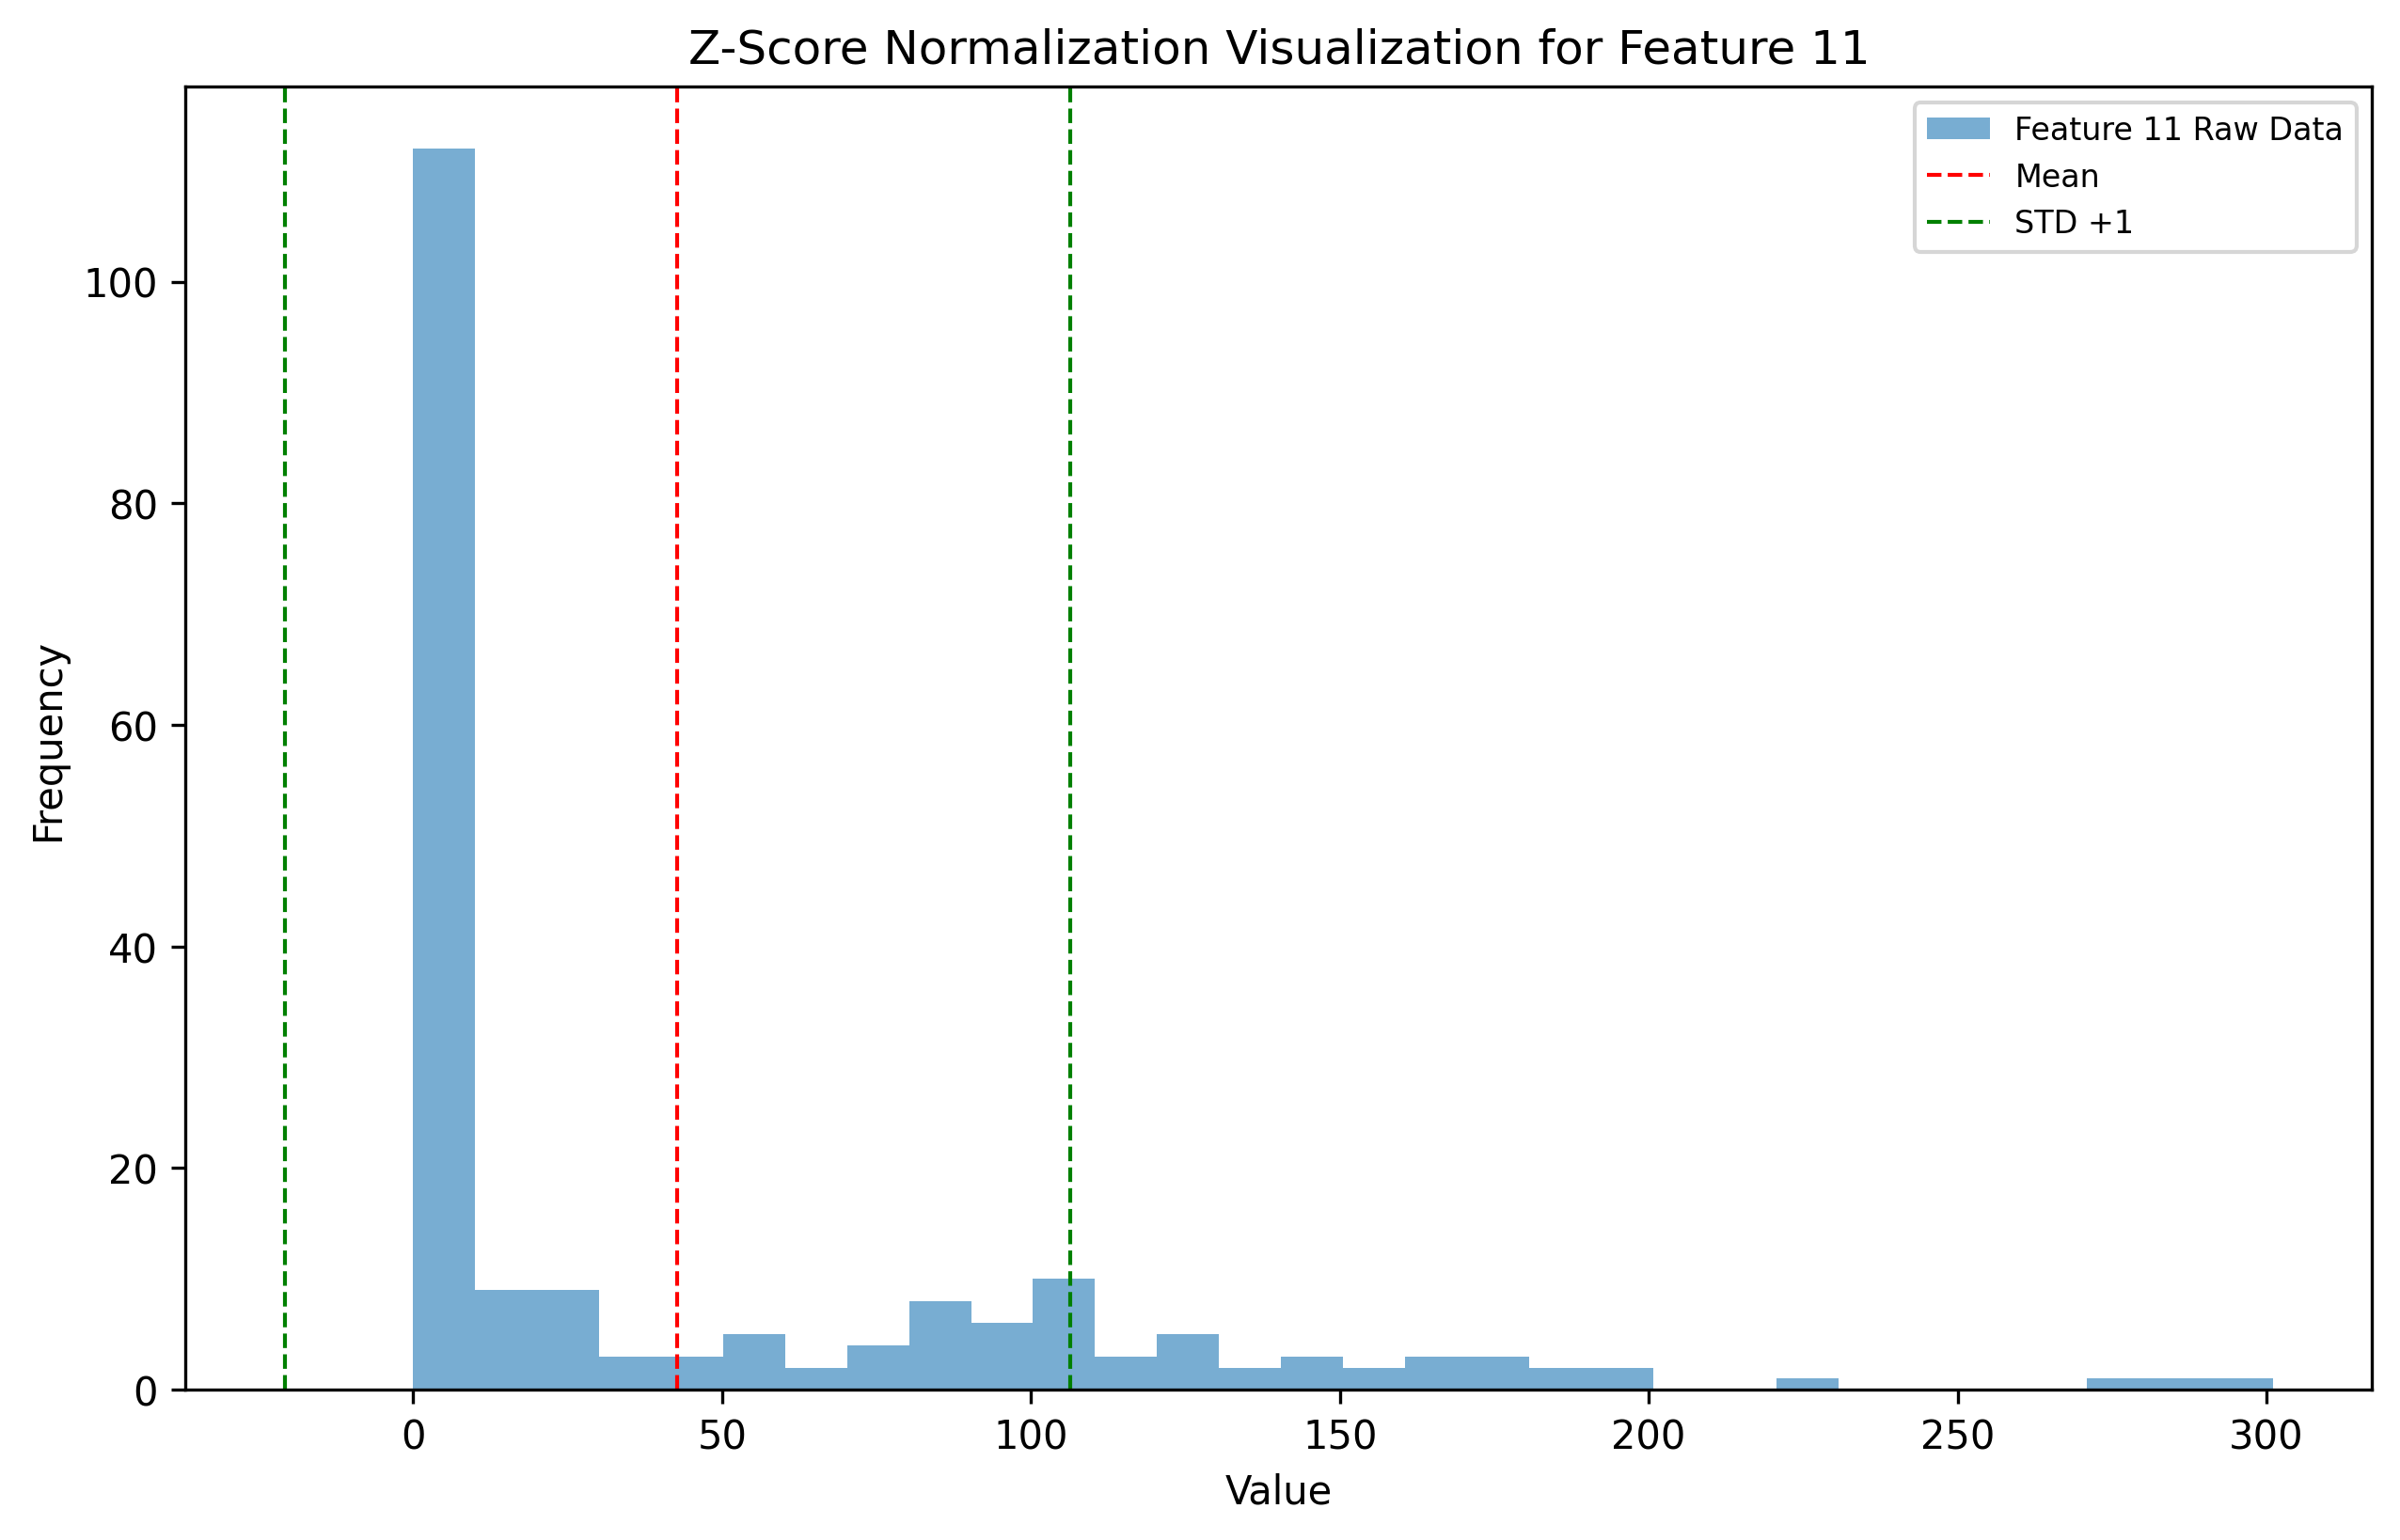 Z-Score Normalization Visualization for Feature 11
Feature 11 Raw Data
Mean
STD +1
100
80
60
40
20
0
Frequency
0 50 100 150 200 250 300
Value